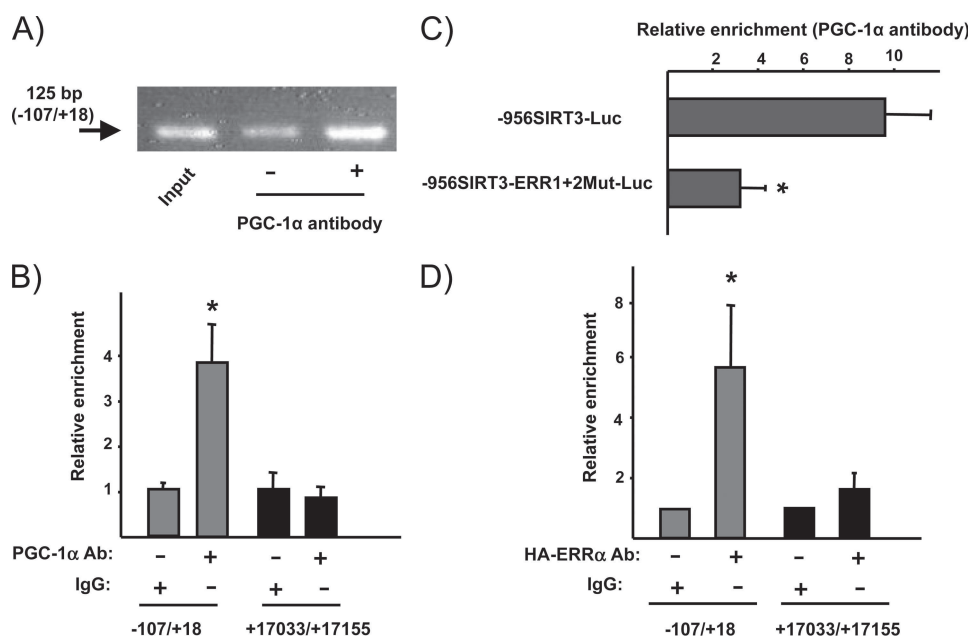 A)
125 bp
(-107/+18)
Input
- +
PGC-1α antibody
B)
Relative enrichment
4
3
2
1
*
PGC-1α Ab: - + - +
IgG: + - + -
-107/+18 +17033/+17155
C)
Relative enrichment (PGC-1α antibody)
2 4 6 8 10
-956SIRT3-Luc
-956SIRT3-ERR1+2Mut-Luc
*
D)
Relative enrichment
8
6
4
2
*
HA-ERRα Ab: - + - +
IgG: + - + -
-107/+18 +17033/+17155